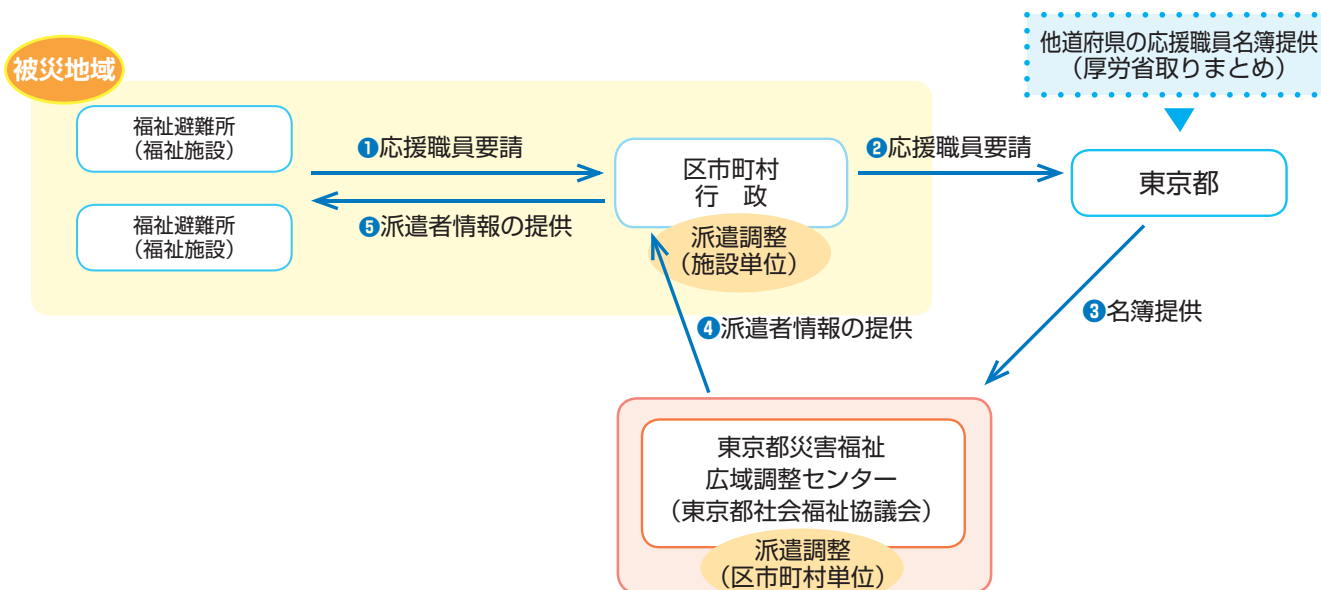 他道府県の応援職員名簿提供
（厚労省取りまとめ）
被災地域
福祉避難所
（福祉施設）
❶応援職員要請
区市町村
行　政
❷応援職員要請
東京都
福祉避難所
（福祉施設）
❺派遣者情報の提供
派遣調整
（施設単位）
❹派遣者情報の提供
❸名簿提供
東京都災害福祉
広域調整センター
（東京都社会福祉協議会）
派遣調整
（区市町村単位）